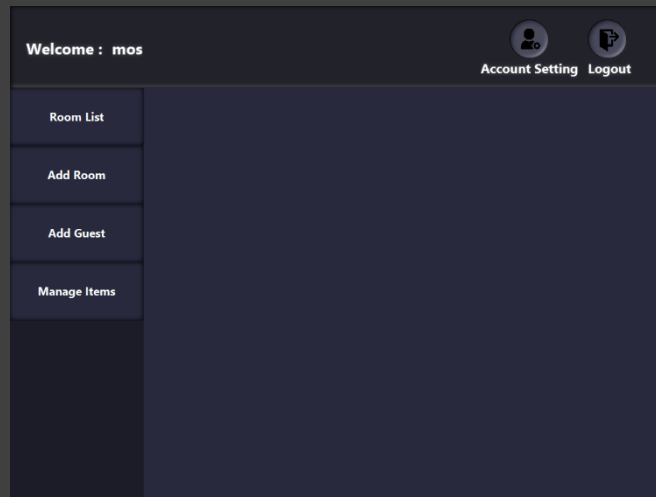 Welcome : mos
Account Setting
Logout
Room List
Add Room
Add Guest
Manage Items